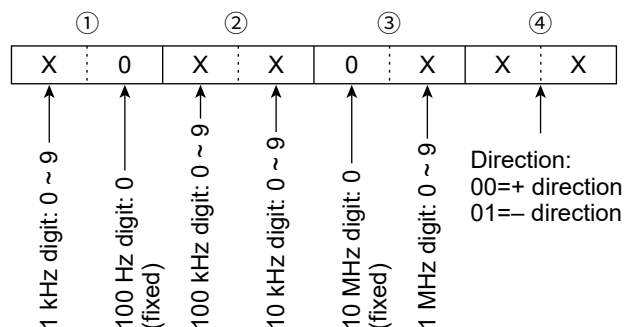 ① ② ③ ④
X 0 X X 0 X X X
1 kHz digit: 0 ~ 9
100 Hz digit: 0
(fixed)
100 kHz digit: 0 ~ 9
10 kHz digit: 0 ~ 9
10 MHz digit: 0
(fixed)
1 MHz digit: 0 ~ 9
Direction:
00=+ direction
01=– direction